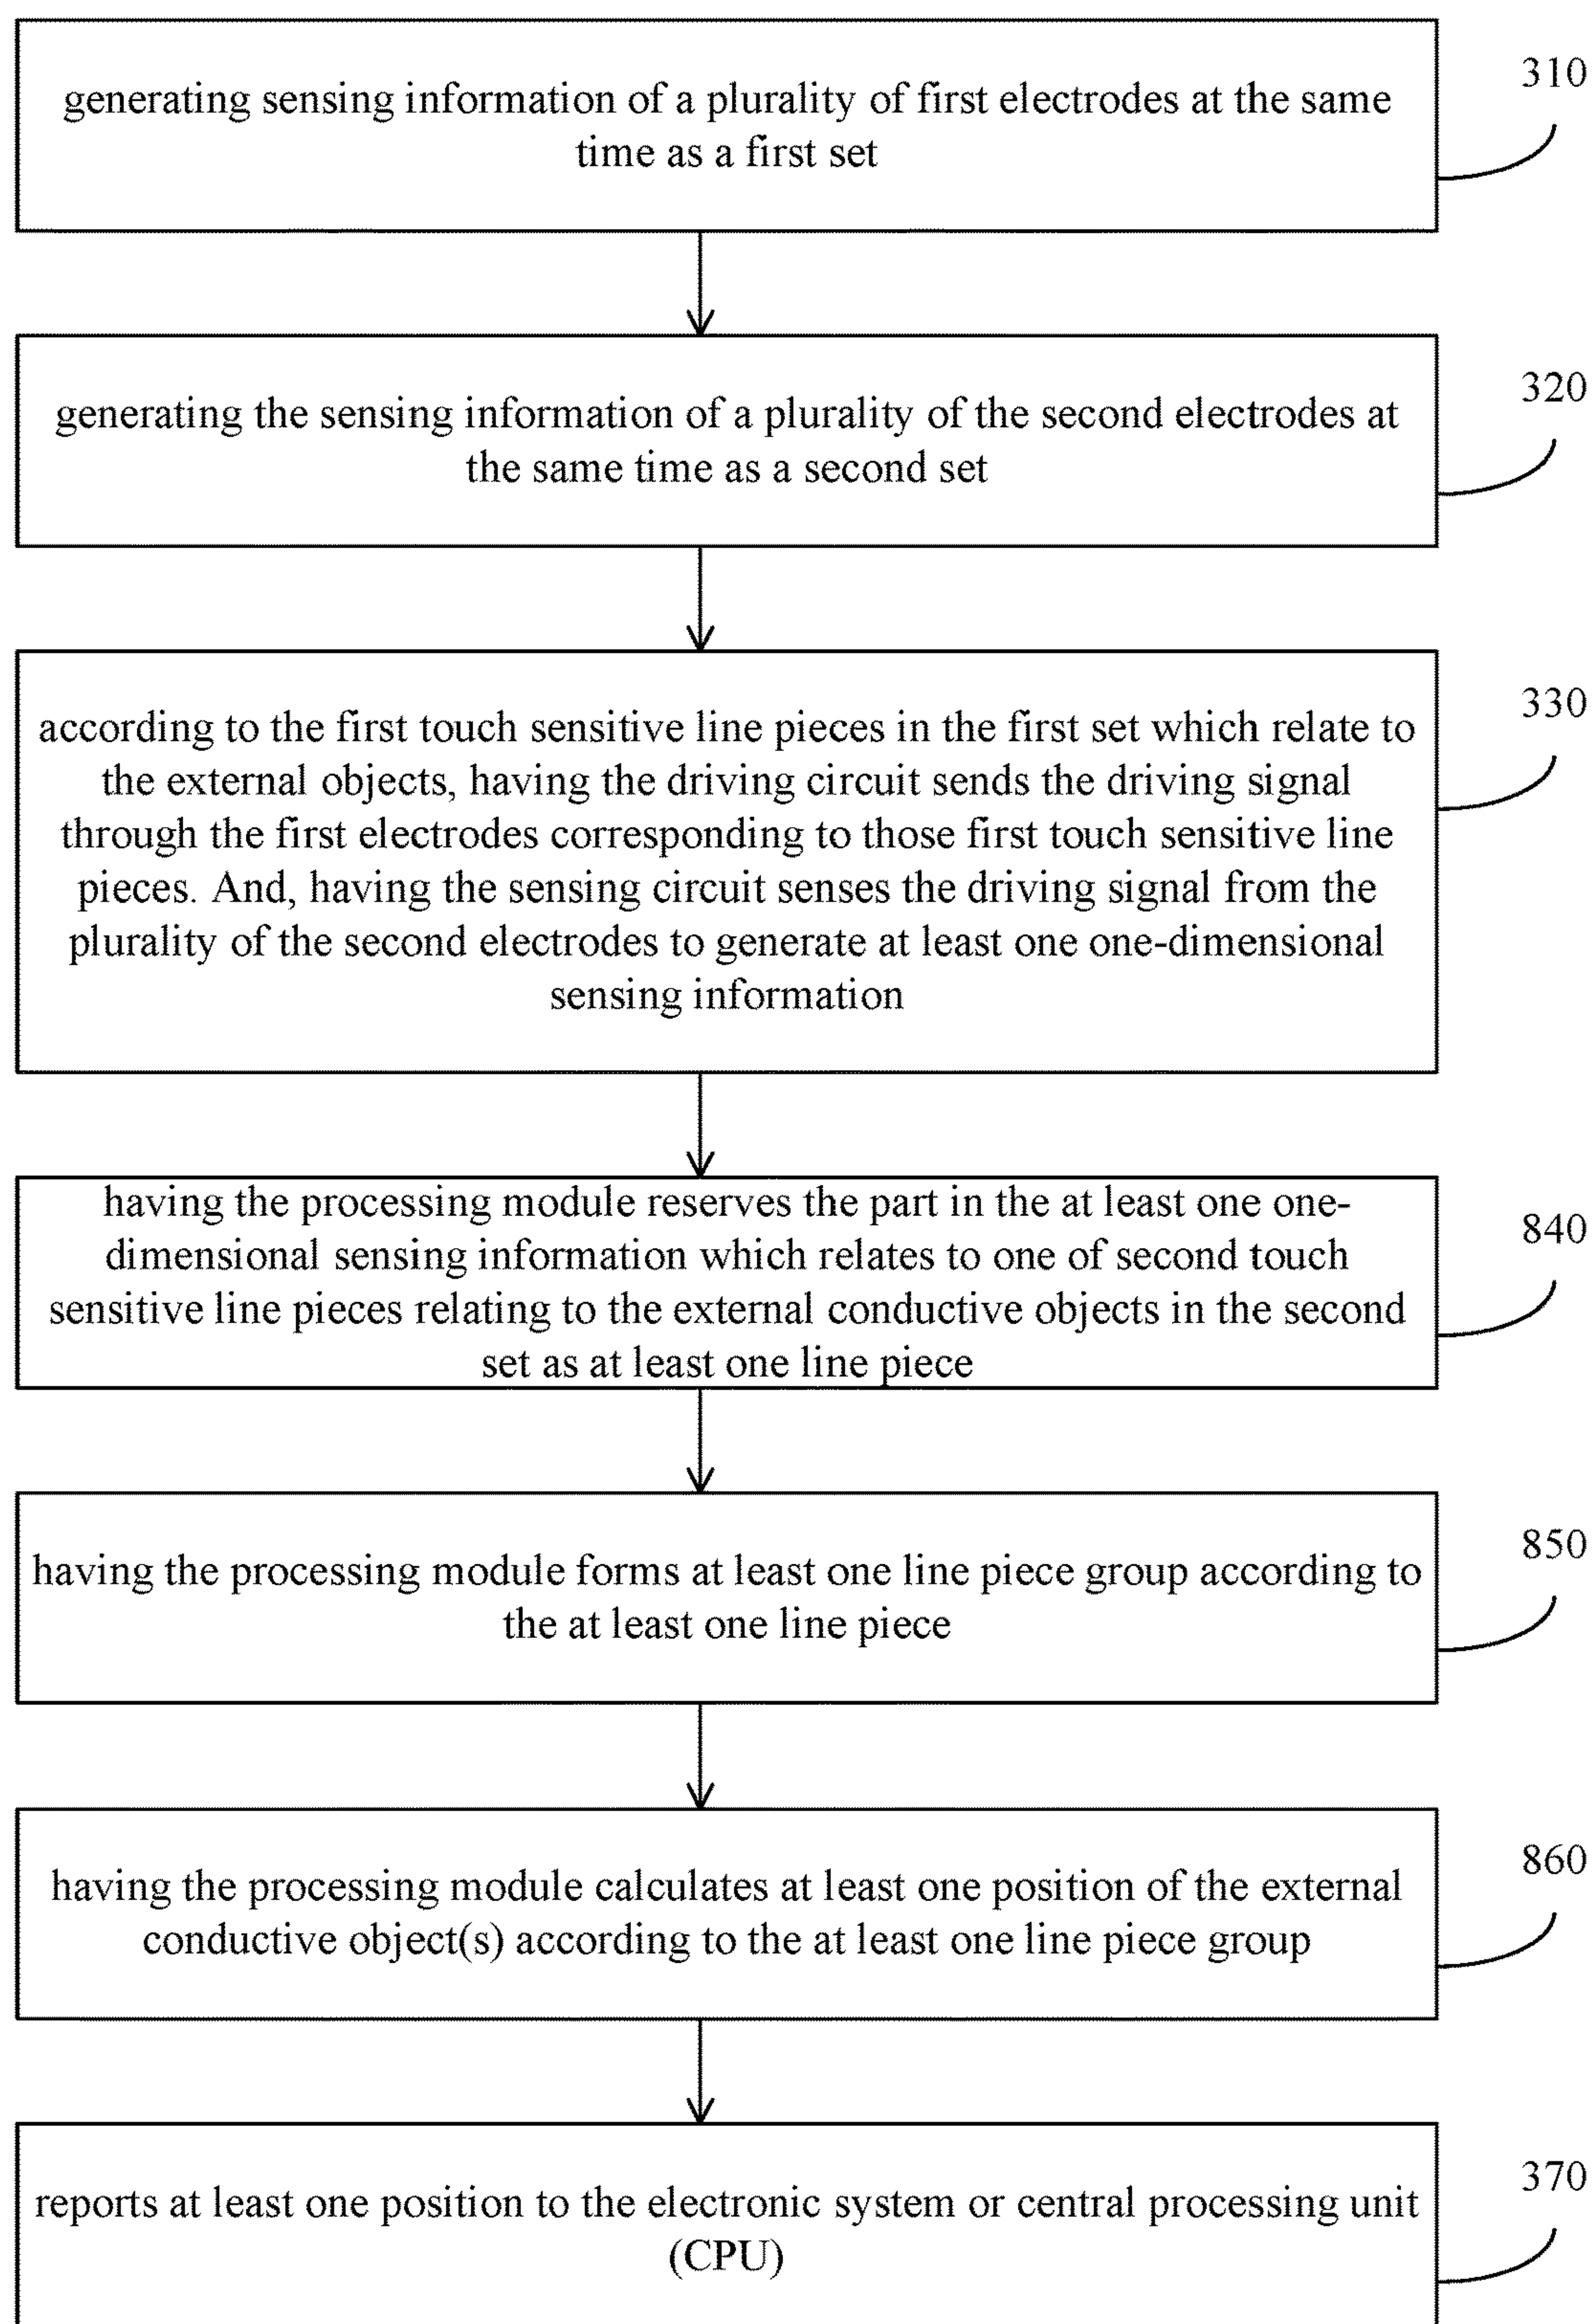 generating sensing information of a plurality of first electrodes at the same
time as a first set
310
generating the sensing information of a plurality of the second electrodes at
the same time as a second set
320
according to the first touch sensitive line pieces in the first set which relate to
the external objects, having the driving circuit sends the driving signal
through the first electrodes corresponding to those first touch sensitive line
pieces. And, having the sensing circuit senses the driving signal from the
plurality of the second electrodes to generate at least one one-dimensional
sensing information
330
having the processing module reserves the part in the at least one one-
dimensional sensing information which relates to one of second touch
sensitive line pieces relating to the external conductive objects in the second
set as at least one line piece
840
having the processing module forms at least one line piece group according to
the at least one line piece
850
having the processing module calculates at least one position of the external
conductive object(s) according to the at least one line piece group
860
reports at least one position to the electronic system or central processing unit
(CPU)
370